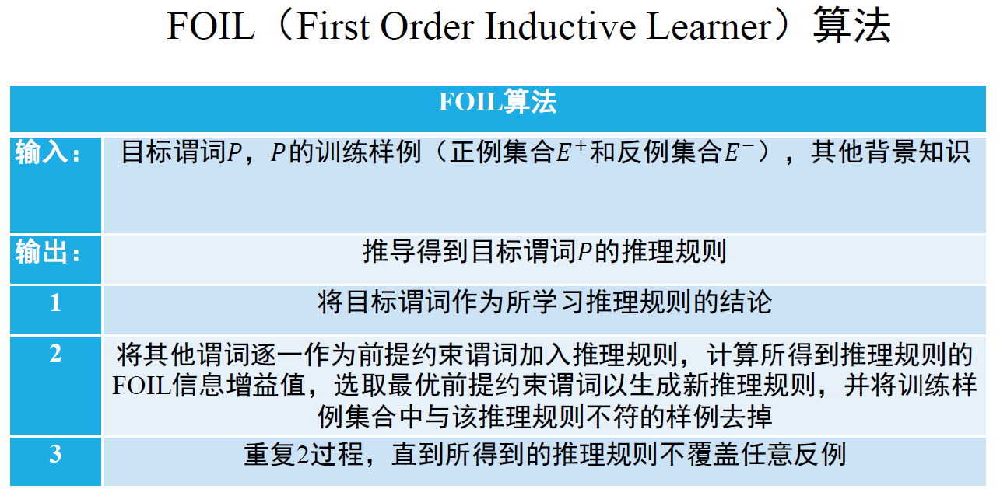 FOIL（First Order Inductive Learner）算法
FOIL算法
输入：
目标谓词P，P的训练样例（正例集合E⁺和反例集合E⁻），其他背景知识
输出：
推导得到目标谓词P的推理规则
1
将目标谓词作为所学习推理规则的结论
2
将其他谓词逐一作为前提约束谓词加入推理规则，计算所得到推理规则的
FOIL信息增益值，选取最优前提约束谓词以生成新推理规则，并将训练样
例集合中与该推理规则不符的样例去掉
3
重复2过程，直到所得到的推理规则不覆盖任意反例